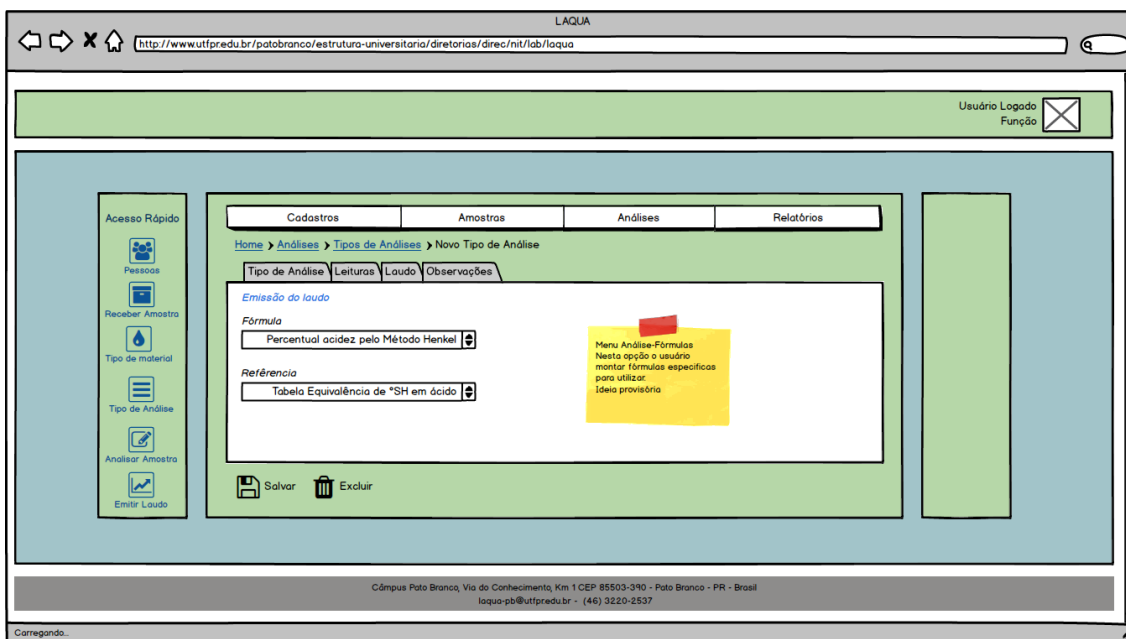 LAQUA
http://www.utfpr.edu.br/patobranco/estrutura-universitaria/diretorias/direc/nit/lab/laqua
Usuário Logado
Função
Acesso Rápido
Pessoas
Receber Amostra
Tipo de material
Tipo de Análise
Analisar Amostra
Emitir Laudo
Cadastros
Amostras
Análises
Relatórios
Home > Análises > Tipos de Análises > Novo Tipo de Análise
Tipo de Análise Leituras Laudo Observações
Emissão do laudo
Fórmula
Percentual acidez pelo Método Henkel
Refêrencia
Tabela Equivalência de °SH em ácido
Menu Análise-Fórmulas
Nesta opção o usuário
montar fórmulas especificas
para utilizar.
Ideia provisória
Salvar
Excluir
Câmpus Pato Branco, Via do Conhecimento, Km 1 CEP 85503-390 - Pato Branco - PR - Brasil
laqua-pb@utfpr.edu.br - (46) 3220-2537
Carregando...